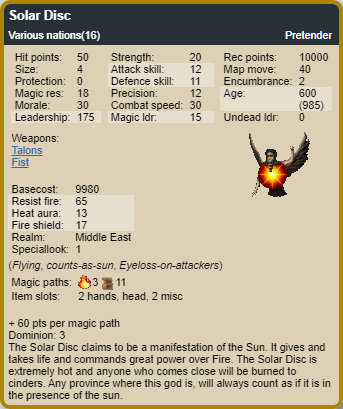 Solar Disc
Various nations(16) Pretender
Hit points: 50 Strength: 20 Rec points: 10000
Size: 4 Attack skill: 12 Map move: 40
Protection: 0 Defence skill: 11 Encumbrance: 2
Magic res: 18 Precision: 12 Age: 600
Morale: 30 Combat speed: 30 (985)
Leadership: 175 Magic ldr: 15 Undead ldr: 0
Weapons:
Talons
Fist
Basecost: 9980
Resist fire: 65
Heat aura: 13
Fire shield: 17
Realm: Middle East
Speciallook: 1
(Flying, counts-as-sun, Eyeloss-on-attackers)
Magic paths: 3 11
Item slots: 2 hands, head, 2 misc
+ 60 pts per magic path
Dominion: 3
The Solar Disc claims to be a manifestation of the Sun. It gives and
takes life and commands great power over Fire. The Solar Disc is
extremely hot and anyone who comes close will be burned to
cinders. Any province where this god is, will always count as if it is in
the presence of the sun.